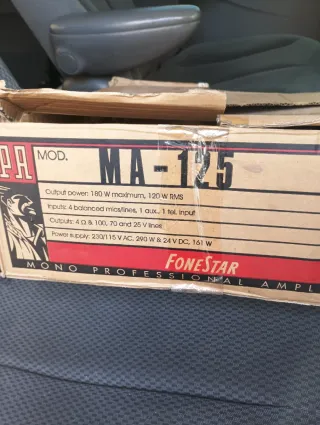 PA MOD. MA-125
Output power: 180 W maximum, 120 W RMS
Inputs: 4 balanced mics/lines, 1 aux., 1 tel. input
Outputs: 4 Ω & 100, 70 and 25 V lines
Power supply: 230/115 V AC, 290 W & 24 V DC, 161 W
FONESTAR
MONO PROFESSIONAL AMPL